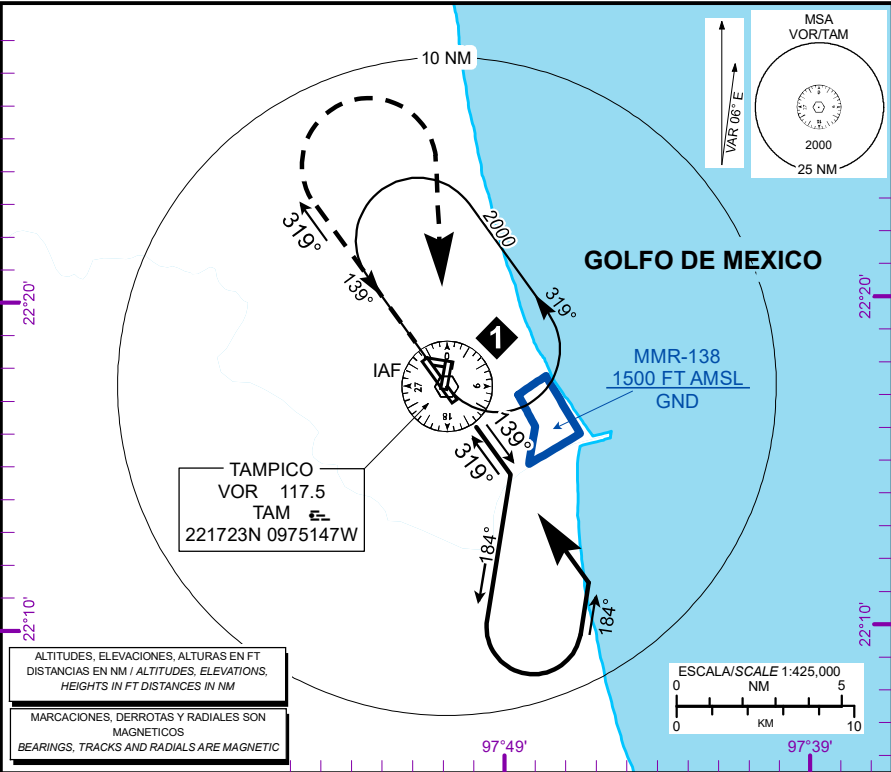 MSA
VOR/TAM
2000
25 NM
VAR 06° E
10 NM
319°
139°
2000
319°
GOLFO DE MEXICO
22°20'
22°20'
1
IAF
0
9
18
27
MMR-138
1500 FT AMSL
GND
139°
319°
TAMPICO
VOR 117.5
TAM
221723N 0975147W
184°
184°
22°10'
22°10'
ALTITUDES, ELEVACIONES, ALTURAS EN FT
DISTANCIAS EN NM / ALTITUDES, ELEVATIONS,
HEIGHTS IN FT DISTANCES IN NM
MARCACIONES, DERROTAS Y RADIALES SON
MAGNETICOS
BEARINGS, TRACKS AND RADIALS ARE MAGNETIC
ESCALA/SCALE 1:425,000
0 NM 5
0 KM 10
97°49'
97°39'